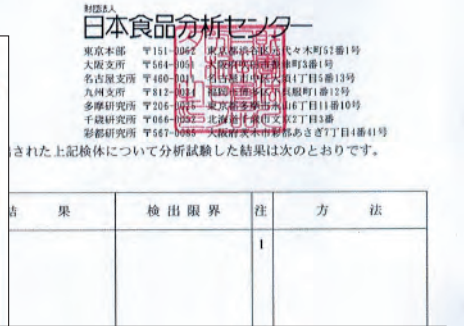 財団法人
日本食品分析センター
東京本部 〒151-0062 東京都渋谷区元代々木町52番1号
大阪支所 〒564-0051 大阪府吹田市豊津町3番1号
名古屋支所 〒460-0011 名古屋市中区大須4丁目5番13号
九州支所 〒812-0034 福岡市博多区下呉服町1番12号
多摩研究所 〒206-0025 東京都多摩市永山6丁目11番10号
千歳研究所 〒066-0052 北海道千歳市文京2丁目3番
彩都研究所 〒567-0085 大阪府茨木市彩都あさぎ7丁目4番41号
された上記検体について分析試験した結果は次のとおりです。
結 果 検出限界 注 方 法
1